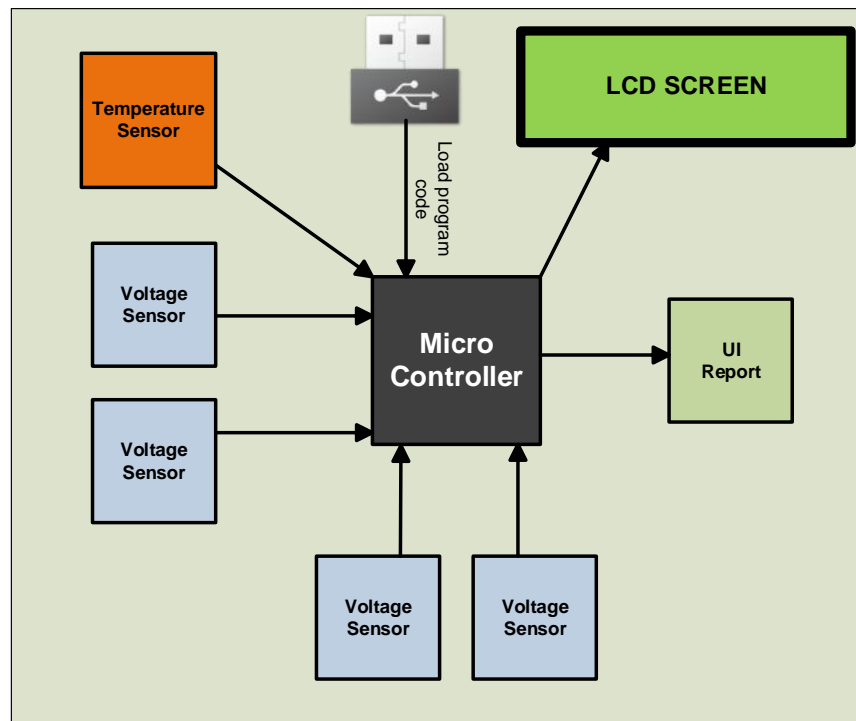 LCD SCREEN
Temperature
Sensor
Load program
code
Voltage
Sensor
Micro
Controller
UI
Report
Voltage
Sensor
Voltage
Sensor
Voltage
Sensor